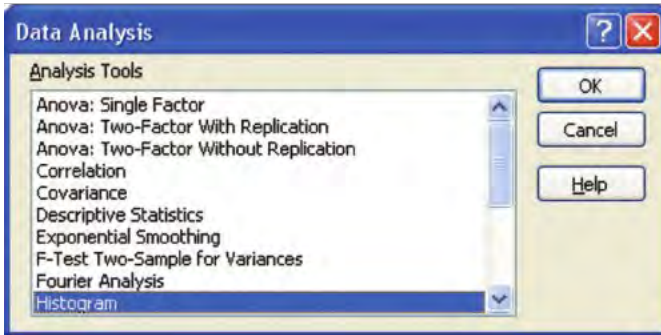 Data Analysis
Analysis Tools
Anova: Single Factor
Anova: Two-Factor With Replication
Anova: Two-Factor Without Replication
Correlation
Covariance
Descriptive Statistics
Exponential Smoothing
F-Test Two-Sample for Variances
Fourier Analysis
Histogram
OK
Cancel
Help